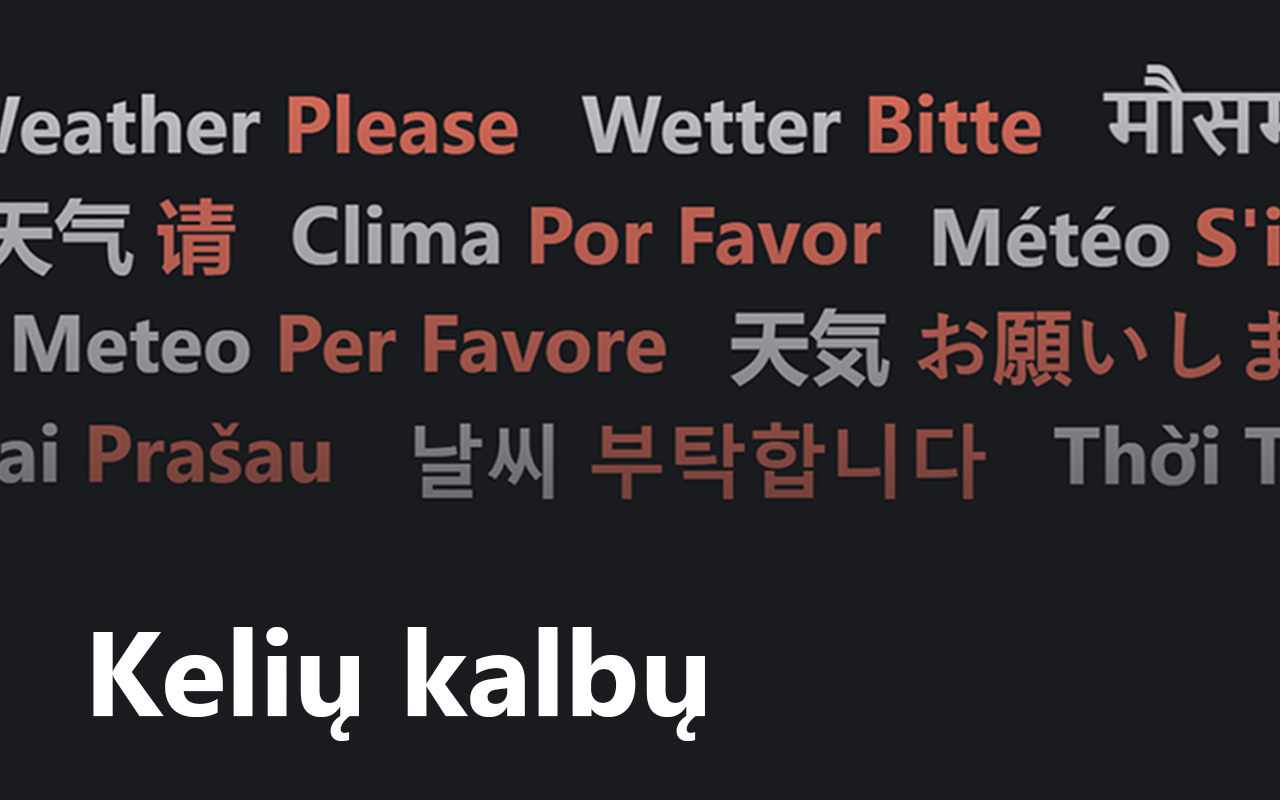 Weather Please Wetter Bitte मौसम
天气 请 Clima Por Favor Météo S'i
Meteo Per Favore 天気 お願いしま
ai Prašau 날씨 부탁합니다 Thời T
Kelių kalbų